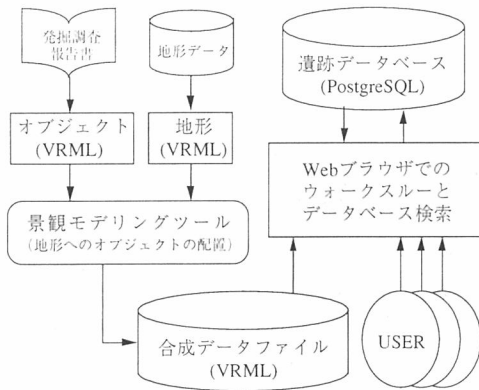 発掘調査
報告書
地形データ
遺跡データベース
(PostgreSQL)
オブジェクト
(VRML)
地形
(VRML)
Webブラウザでの
ウォークスルーと
データベース検索
景観モデリングツール
(地形へのオブジェクトの配置)
合成データファイル
(VRML)
USER